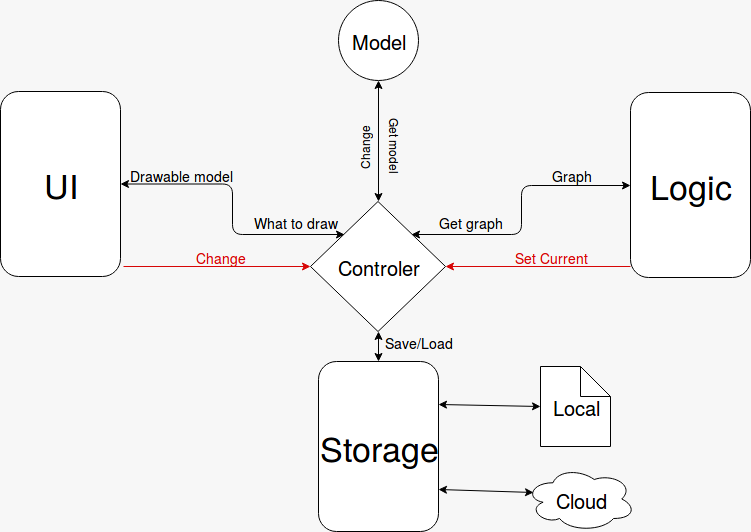 Model
Change
Get model
UI
Drawable model
Graph
Logic
What to draw
Get graph
Change
Controler
Set Current
Save/Load
Storage
Local
Cloud